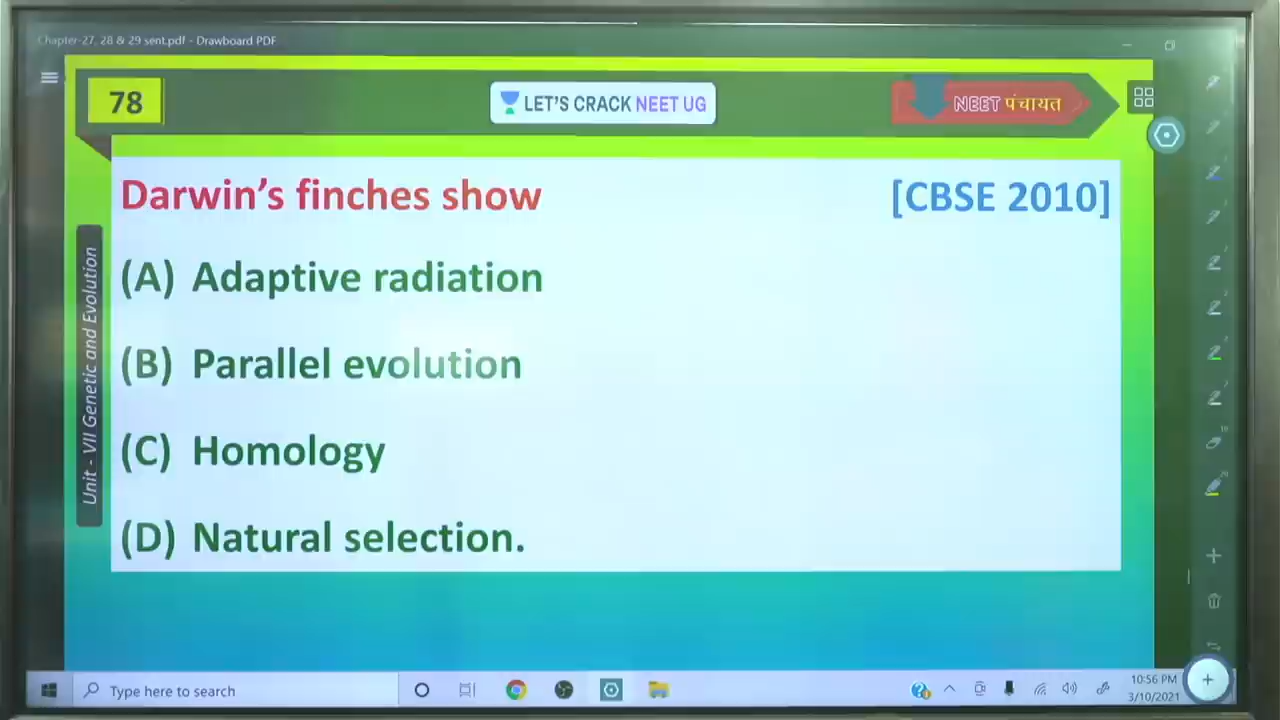 Chapter-27, 28 & 29 sent.pdf - Drawboard PDF
78
LET'S CRACK NEET UG
NEET पंचायत
Darwin's finches show [CBSE 2010]
(A) Adaptive radiation
(B) Parallel evolution
(C) Homology
(D) Natural selection.
Unit - VII Genetic and Evolution
Type here to search
10:56 PM
3/10/2021